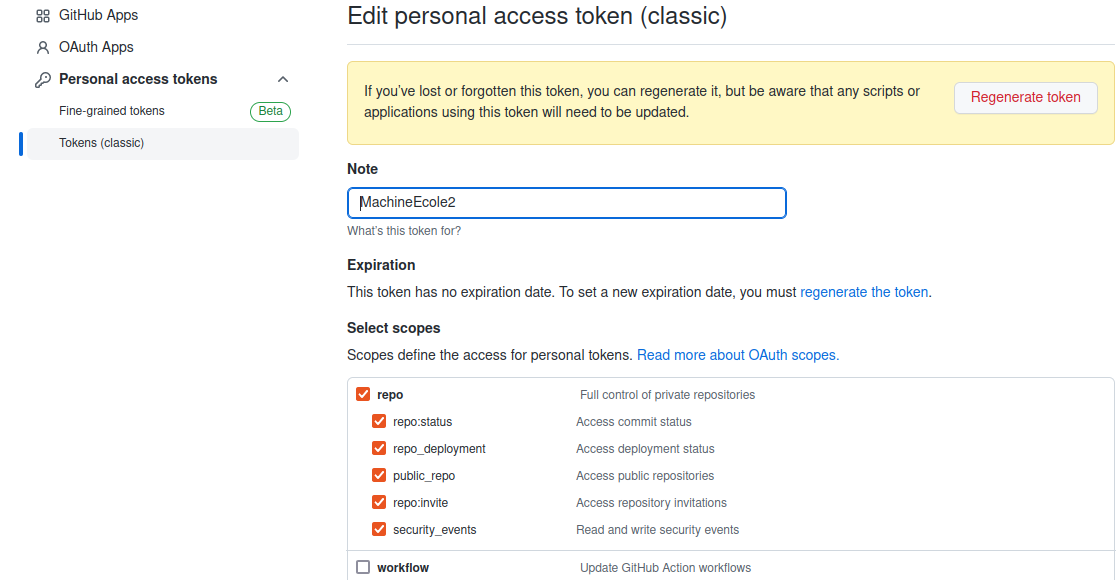 GitHub Apps
OAuth Apps
Personal access tokens
Fine-grained tokens Beta
Tokens (classic)
Edit personal access token (classic)
If you've lost or forgotten this token, you can regenerate it, but be aware that any scripts or
applications using this token will need to be updated.
Regenerate token
Note
MachineEcole2
What's this token for?
Expiration
This token has no expiration date. To set a new expiration date, you must regenerate the token.
Select scopes
Scopes define the access for personal tokens. Read more about OAuth scopes.
repo Full control of private repositories
repo:status Access commit status
repo_deployment Access deployment status
public_repo Access public repositories
repo:invite Access repository invitations
security_events Read and write security events
workflow Update GitHub Action workflows